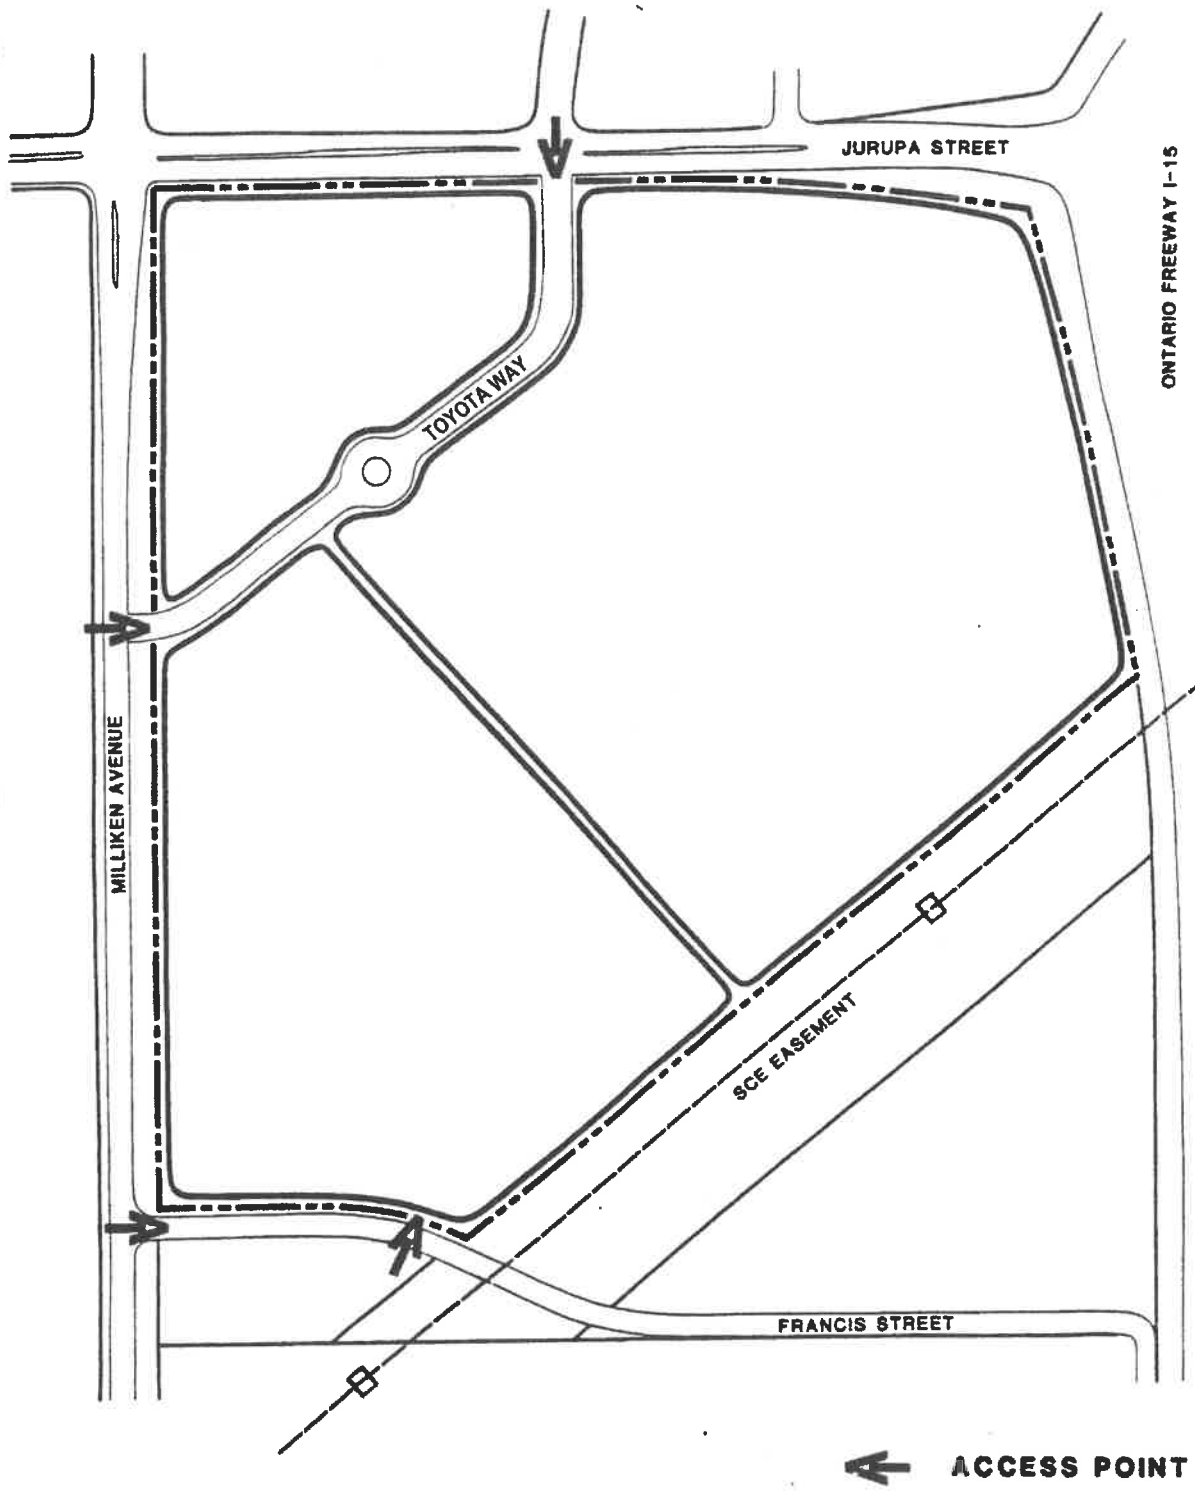 JURUPA STREET
ONTARIO FREEWAY I-15
TOYOTA WAY
MILLIKEN AVENUE
SCE EASEMENT
FRANCIS STREET
ACCESS POINT